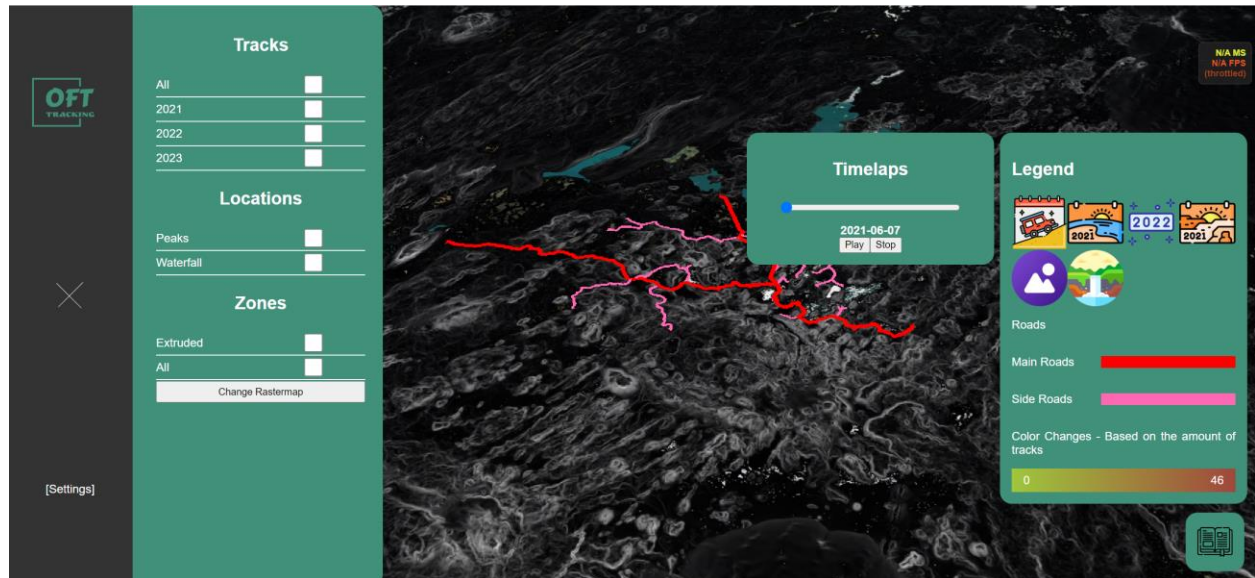 OFT
TRACKING
[Settings]
Tracks
All
2021
2022
2023
Locations
Peaks
Waterfall
Zones
Extruded
All
Change Rastermap
N/A MS
N/A FPS
(throttled)
Timelaps
2021-06-07
Play Stop
Legend
2021 2022 2021
Roads
Main Roads
Side Roads
Color Changes - Based on the amount of
tracks
0 46